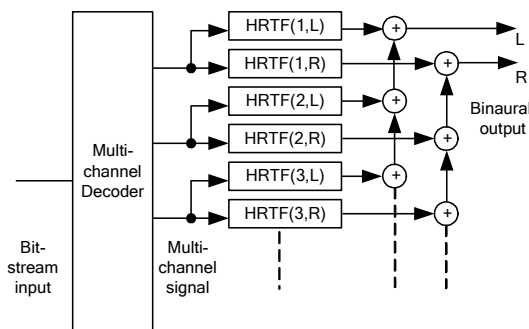 HRTF(1,L)
L
HRTF(1,R)
R
HRTF(2,L)
Binaural
output
HRTF(2,R)
Multi-
channel
Decoder
HRTF(3,L)
HRTF(3,R)
Bit-
stream
input
Multi-
channel
signal
+
+
+
+
+
+